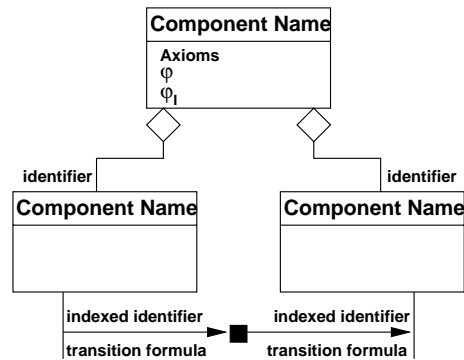 Component Name
Axioms
φ
φI
identifier
identifier
Component Name
Component Name
indexed identifier
indexed identifier
transition formula
transition formula